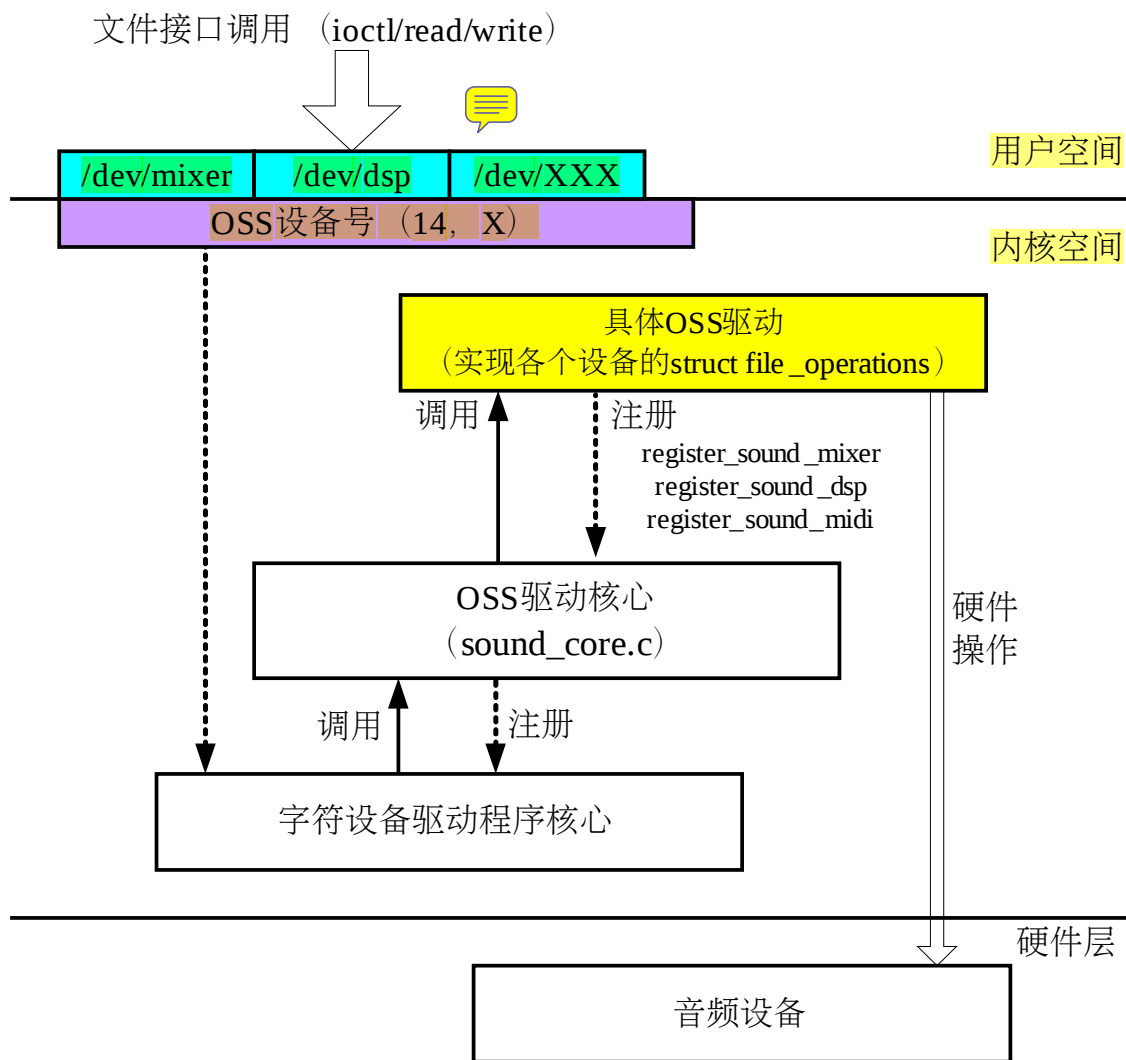 文件接口调用 （ioctl/read/write）
用户空间
/dev/mixer /dev/dsp /dev/XXX
OSS设备号 （14， X）
内核空间
具体OSS驱动
（实现各个设备的struct file_operations）
调用 注册
register_sound_mixer
register_sound_dsp
register_sound_midi
OSS驱动核心
（sound_core.c）
硬件
操作
调用 注册
字符设备驱动程序核心
硬件层
音频设备